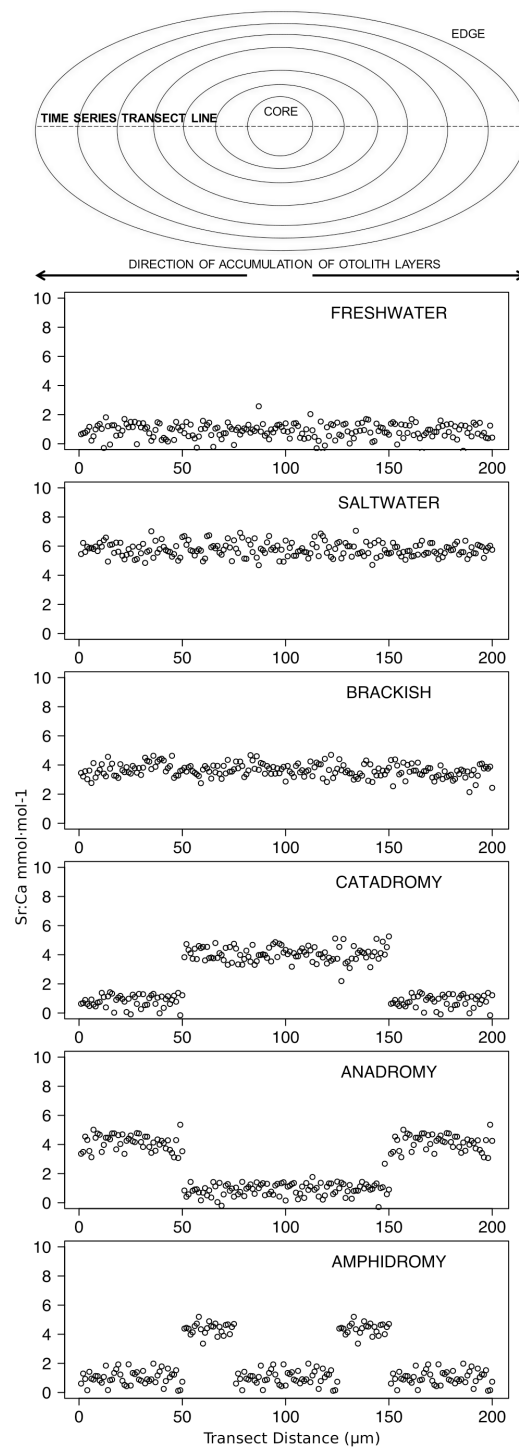 EDGE
CORE
TIME SERIES TRANSECT LINE
DIRECTION OF ACCUMULATION OF OTOLITH LAYERS
FRESHWATER
10
8
6
4
2
0
0 50 100 150 200
SALTWATER
10
8
6
4
2
0
0 50 100 150 200
BRACKISH
10
8
6
4
2
0
0 50 100 150 200
Sr:Ca mmol·mol-1
CATADROMY
10
8
6
4
2
0
0 50 100 150 200
ANADROMY
10
8
6
4
2
0
0 50 100 150 200
AMPHIDROMY
10
8
6
4
2
0
0 50 100 150 200
Transect Distance (μm)